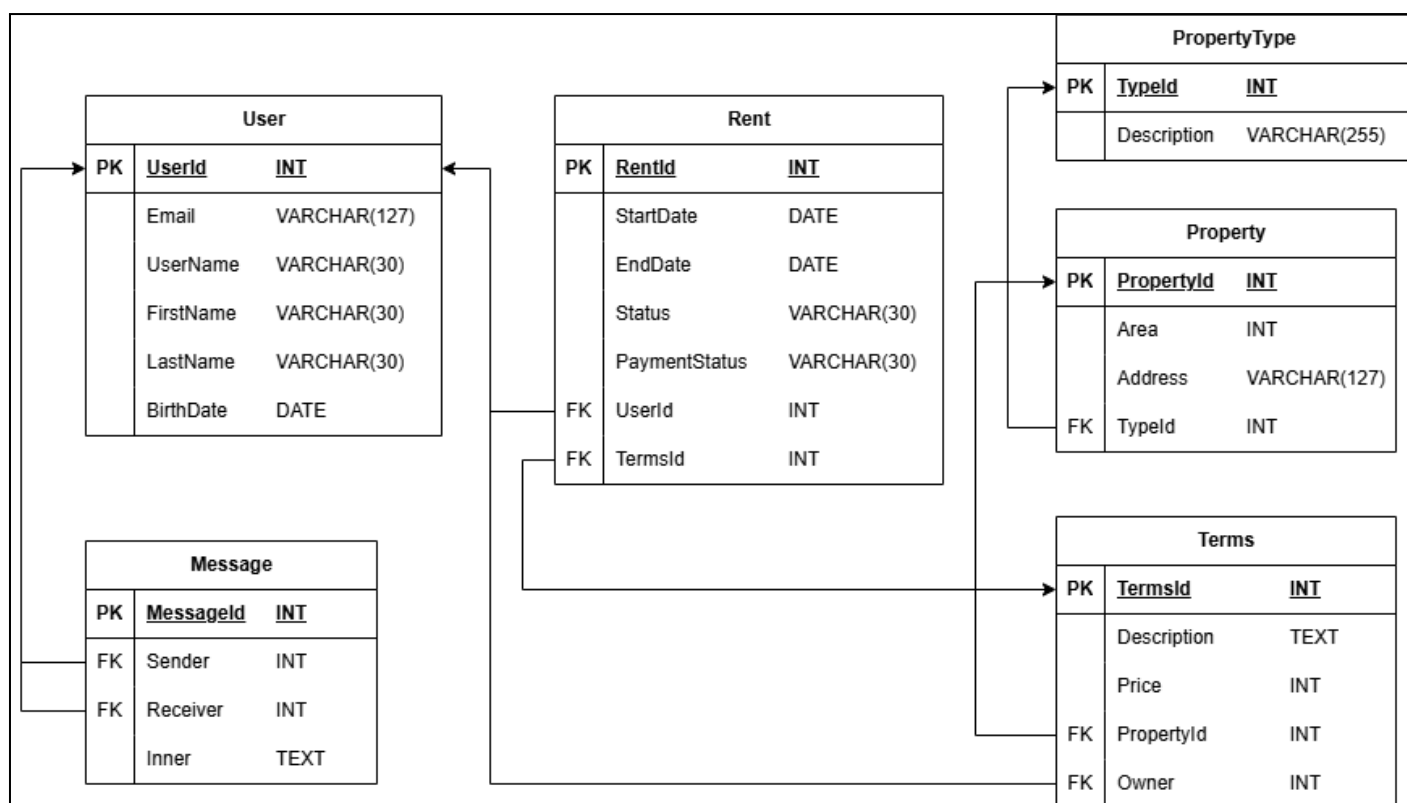 User
PK UserId INT
Email VARCHAR(127)
UserName VARCHAR(30)
FirstName VARCHAR(30)
LastName VARCHAR(30)
BirthDate DATE
Message
PK MessageId INT
FK Sender INT
FK Receiver INT
Inner TEXT
Rent
PK RentId INT
StartDate DATE
EndDate DATE
Status VARCHAR(30)
PaymentStatus VARCHAR(30)
FK UserId INT
FK TermsId INT
PropertyType
PK TypeId INT
Description VARCHAR(255)
Property
PK PropertyId INT
Area INT
Address VARCHAR(127)
FK TypeId INT
Terms
PK TermsId INT
Description TEXT
Price INT
FK PropertyId INT
FK Owner INT